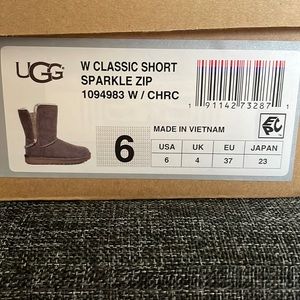 UGG
W CLASSIC SHORT
SPARKLE ZIP
1094983 W / CHRC
1 91142 73287 1
MADE IN VIETNAM
6
USA UK EU JAPAN
6 4 37 23